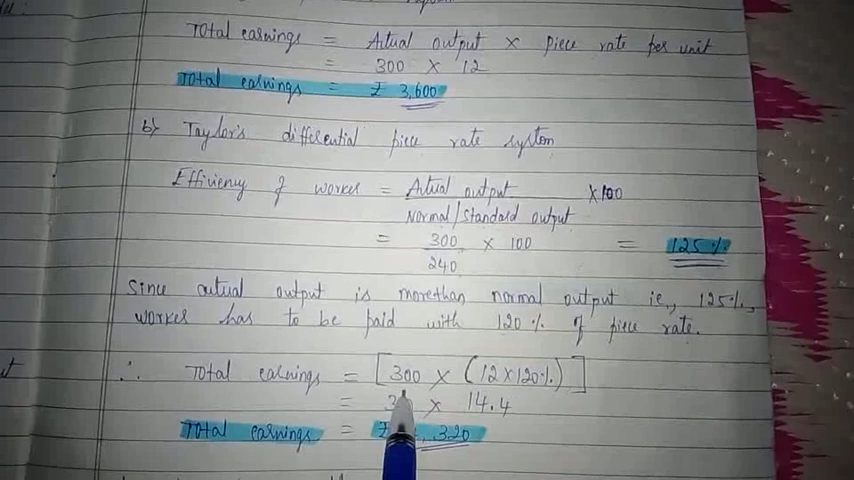 Total earnings = Actual output × piece rate per unit
= 300 × 12
Total earnings = ₹ 3,600
b) Taylor's differential piece rate system
Efficiency of worker = Actual output × 100
Normal/Standard output
= 300 × 100 = 125%
240
Since actual output is more than normal output ie., 125%,
worker has to be paid with 120% of piece rate.
∴ Total earnings = [300 × (12×120%)]
= × 14.4
Total earnings = ,320